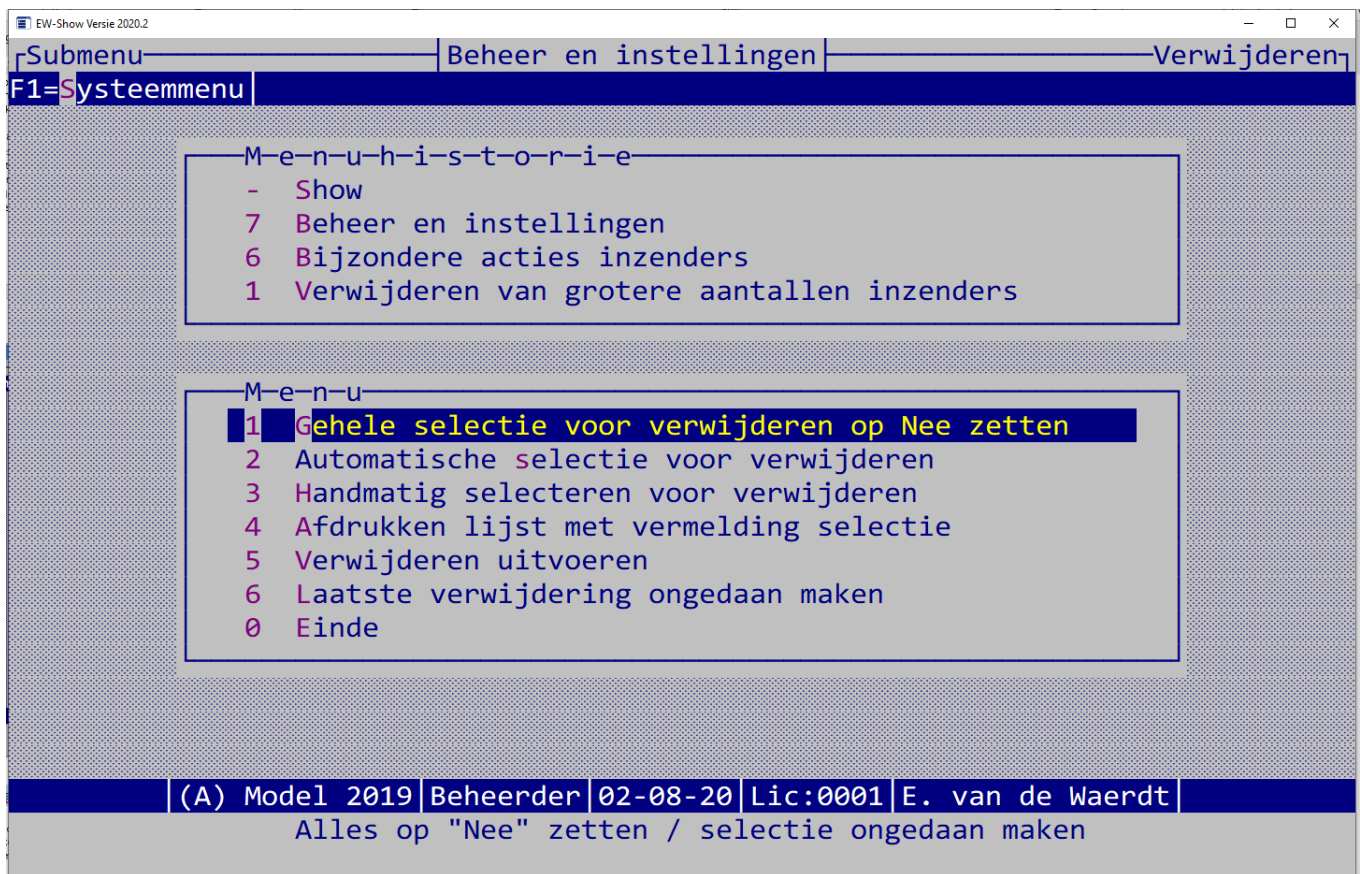 EW-Show Versie 2020.2
Submenu Beheer en instellingen Verwijderen
F1=Systeemmenu
Menuhistorie
- Show
7 Beheer en instellingen
6 Bijzondere acties inzenders
1 Verwijderen van grotere aantallen inzenders
Menu
1 Gehele selectie voor verwijderen op Nee zetten
2 Automatische selectie voor verwijderen
3 Handmatig selecteren voor verwijderen
4 Afdrukken lijst met vermelding selectie
5 Verwijderen uitvoeren
6 Laatste verwijdering ongedaan maken
0 Einde
(A) Model 2019|Beheerder|02-08-20|Lic:0001|E. van de Waerdt
Alles op "Nee" zetten / selectie ongedaan maken